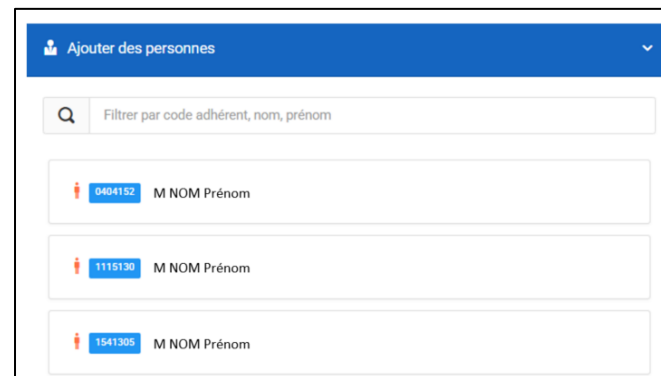 Ajouter des personnes
Filtrer par code adhérent, nom, prénom
0404152 M NOM Prénom
1115130 M NOM Prénom
1541305 M NOM Prénom